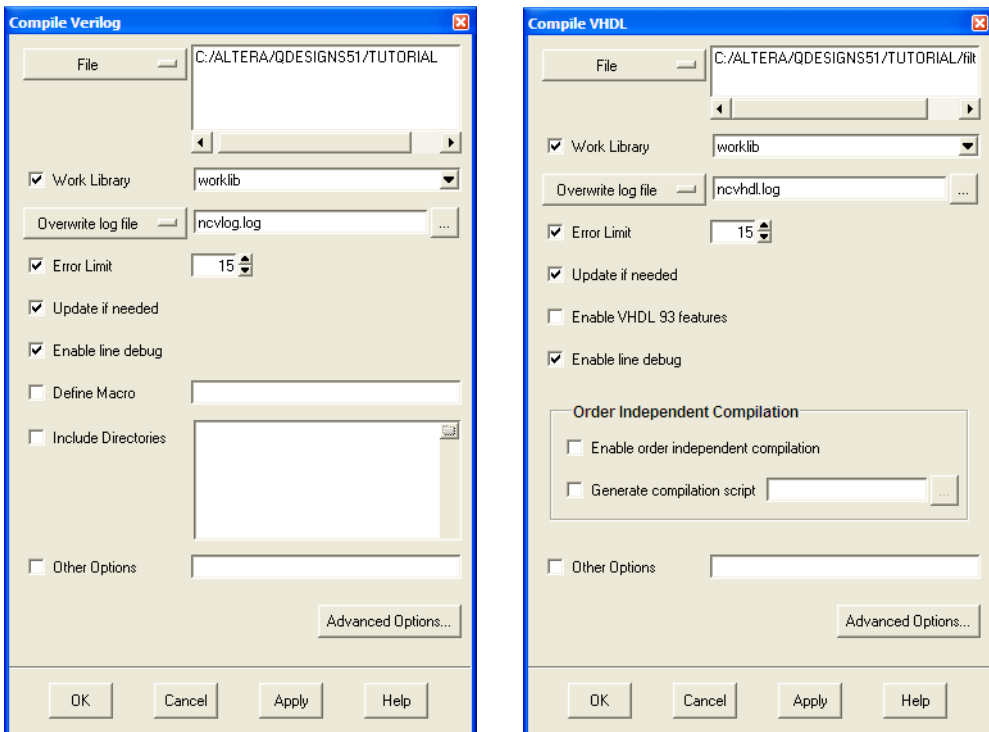 Compile Verilog
File
C:/ALTERA/QDESIGNS51/TUTORIAL
Work Library
worklib
Overwrite log file
ncvlog.log
...
Error Limit
15
Update if needed
Enable line debug
Define Macro
Include Directories
Other Options
Advanced Options...
OK
Cancel
Apply
Help
Compile VHDL
File
C:/ALTERA/QDESIGNS51/TUTORIAL/filt
Work Library
worklib
Overwrite log file
ncvhdl.log
...
Error Limit
15
Update if needed
Enable VHDL 93 features
Enable line debug
Order Independent Compilation
Enable order independent compilation
Generate compilation script
...
Other Options
Advanced Options...
OK
Cancel
Apply
Help